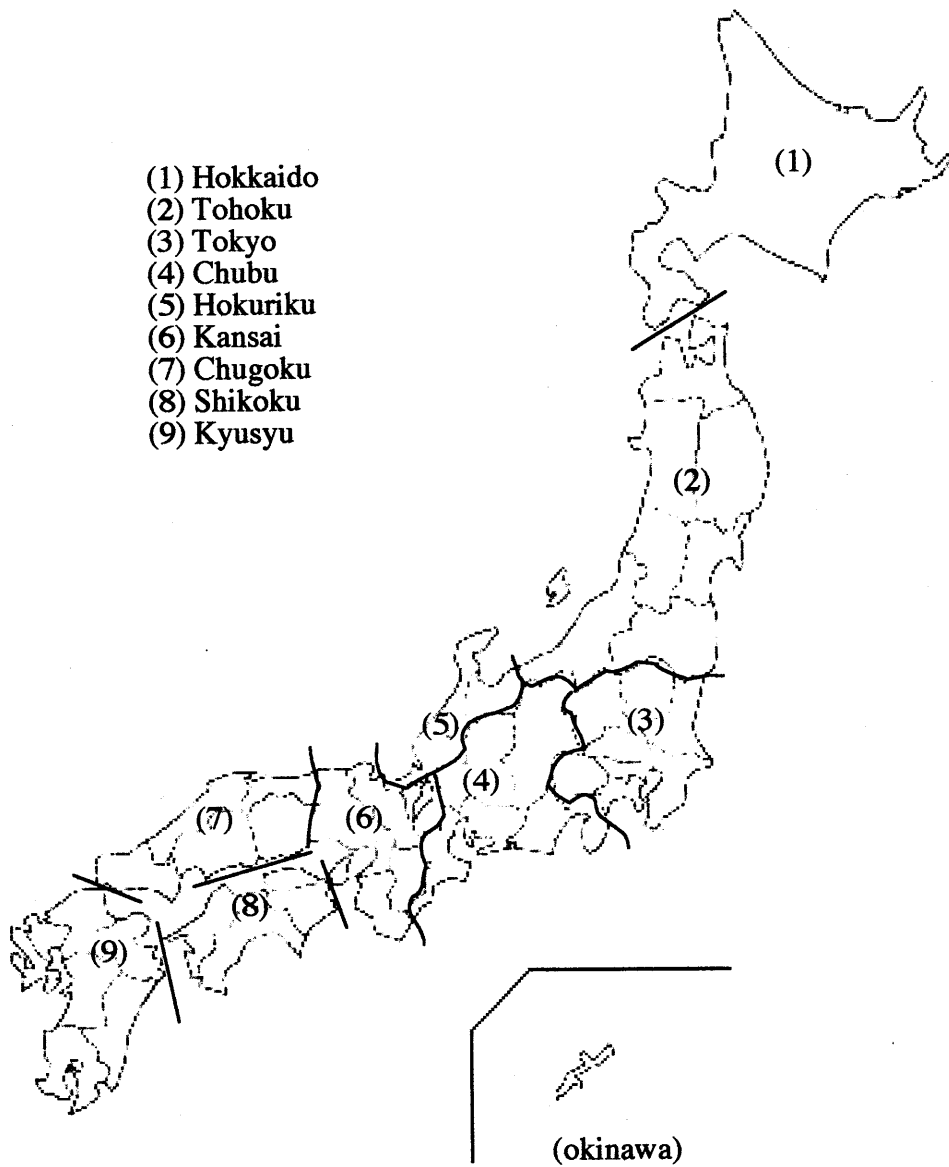 (1) Hokkaido
(2) Tohoku
(3) Tokyo
(4) Chubu
(5) Hokuriku
(6) Kansai
(7) Chugoku
(8) Shikoku
(9) Kyusyu
(1)
(2)
(3)
(5)
(4)
(7)
(6)
(8)
(9)
(okinawa)